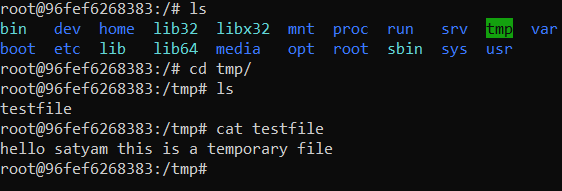 root@96fef6268383:/# ls
bin   dev  home  lib32  libx32  mnt  proc  run   srv  tmp  var
boot  etc  lib   lib64  media   opt  root  sbin  sys  usr
root@96fef6268383:/# cd tmp/
root@96fef6268383:/tmp# ls
testfile
root@96fef6268383:/tmp# cat testfile
hello satyam this is a temporary file
root@96fef6268383:/tmp#